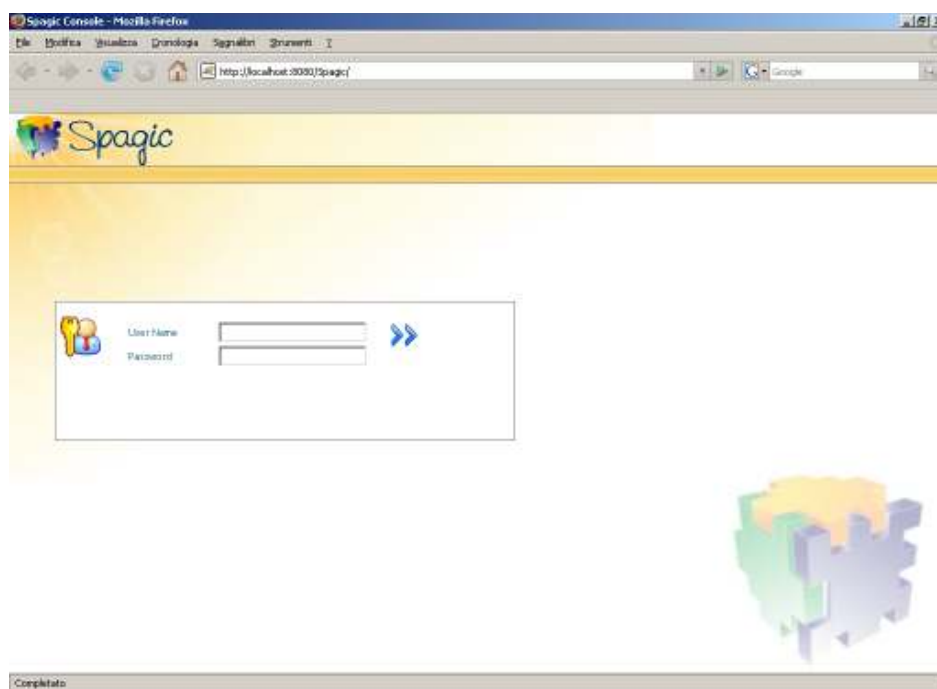 Spagic Console - Mozilla Firefox
File Modifica Visualizza Cronologia Segnalibri Strumenti ?
http://localhost:8080/Spagic/
Google
Spagic
User Name
Password
Completato